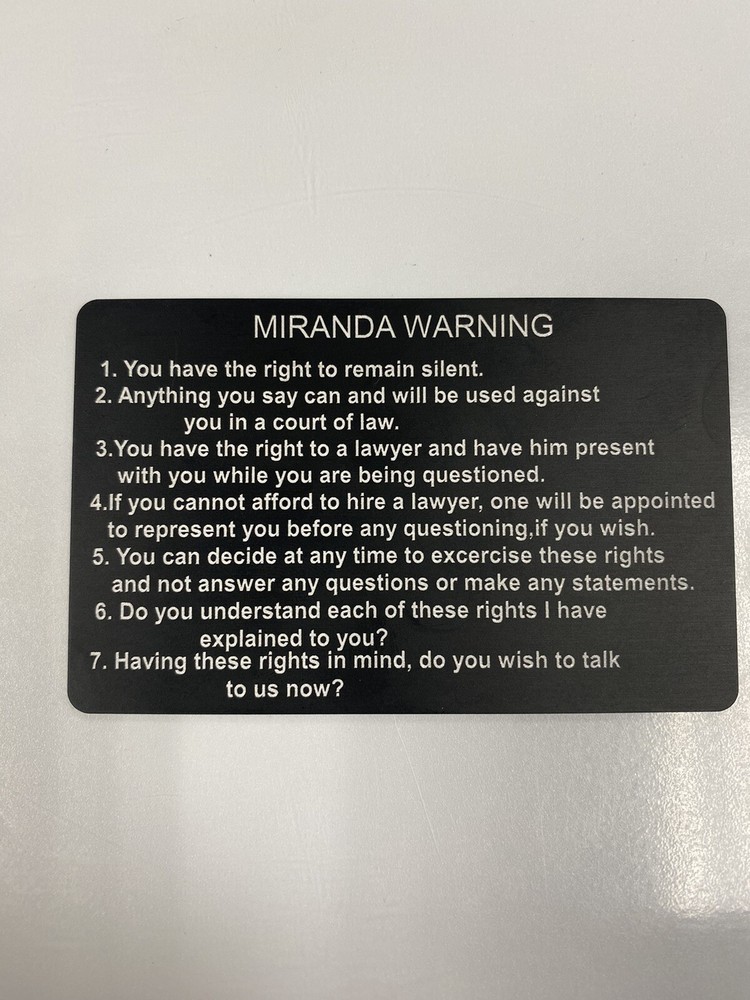 MIRANDA WARNING
1. You have the right to remain silent.
2. Anything you say can and will be used against
you in a court of law.
3.You have the right to a lawyer and have him present
with you while you are being questioned.
4.If you cannot afford to hire a lawyer, one will be appointed
to represent you before any questioning,if you wish.
5. You can decide at any time to excercise these rights
and not answer any questions or make any statements.
6. Do you understand each of these rights I have
explained to you?
7. Having these rights in mind, do you wish to talk
to us now?